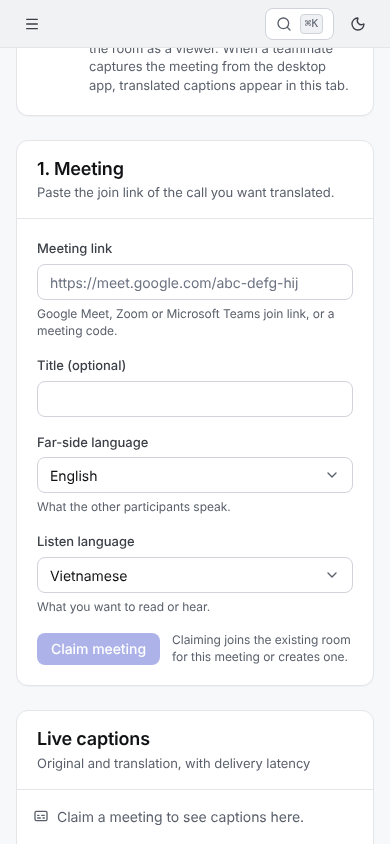 ⌘K
the room as a viewer. When a teammate
captures the meeting from the desktop
app, translated captions appear in this tab.
1. Meeting
Paste the join link of the call you want translated.
Meeting link
https://meet.google.com/abc-defg-hij
Google Meet, Zoom or Microsoft Teams join link, or a
meeting code.
Title (optional)
Far-side language
English
What the other participants speak.
Listen language
Vietnamese
What you want to read or hear.
Claim meeting
Claiming joins the existing room
for this meeting or creates one.
Live captions
Original and translation, with delivery latency
Claim a meeting to see captions here.